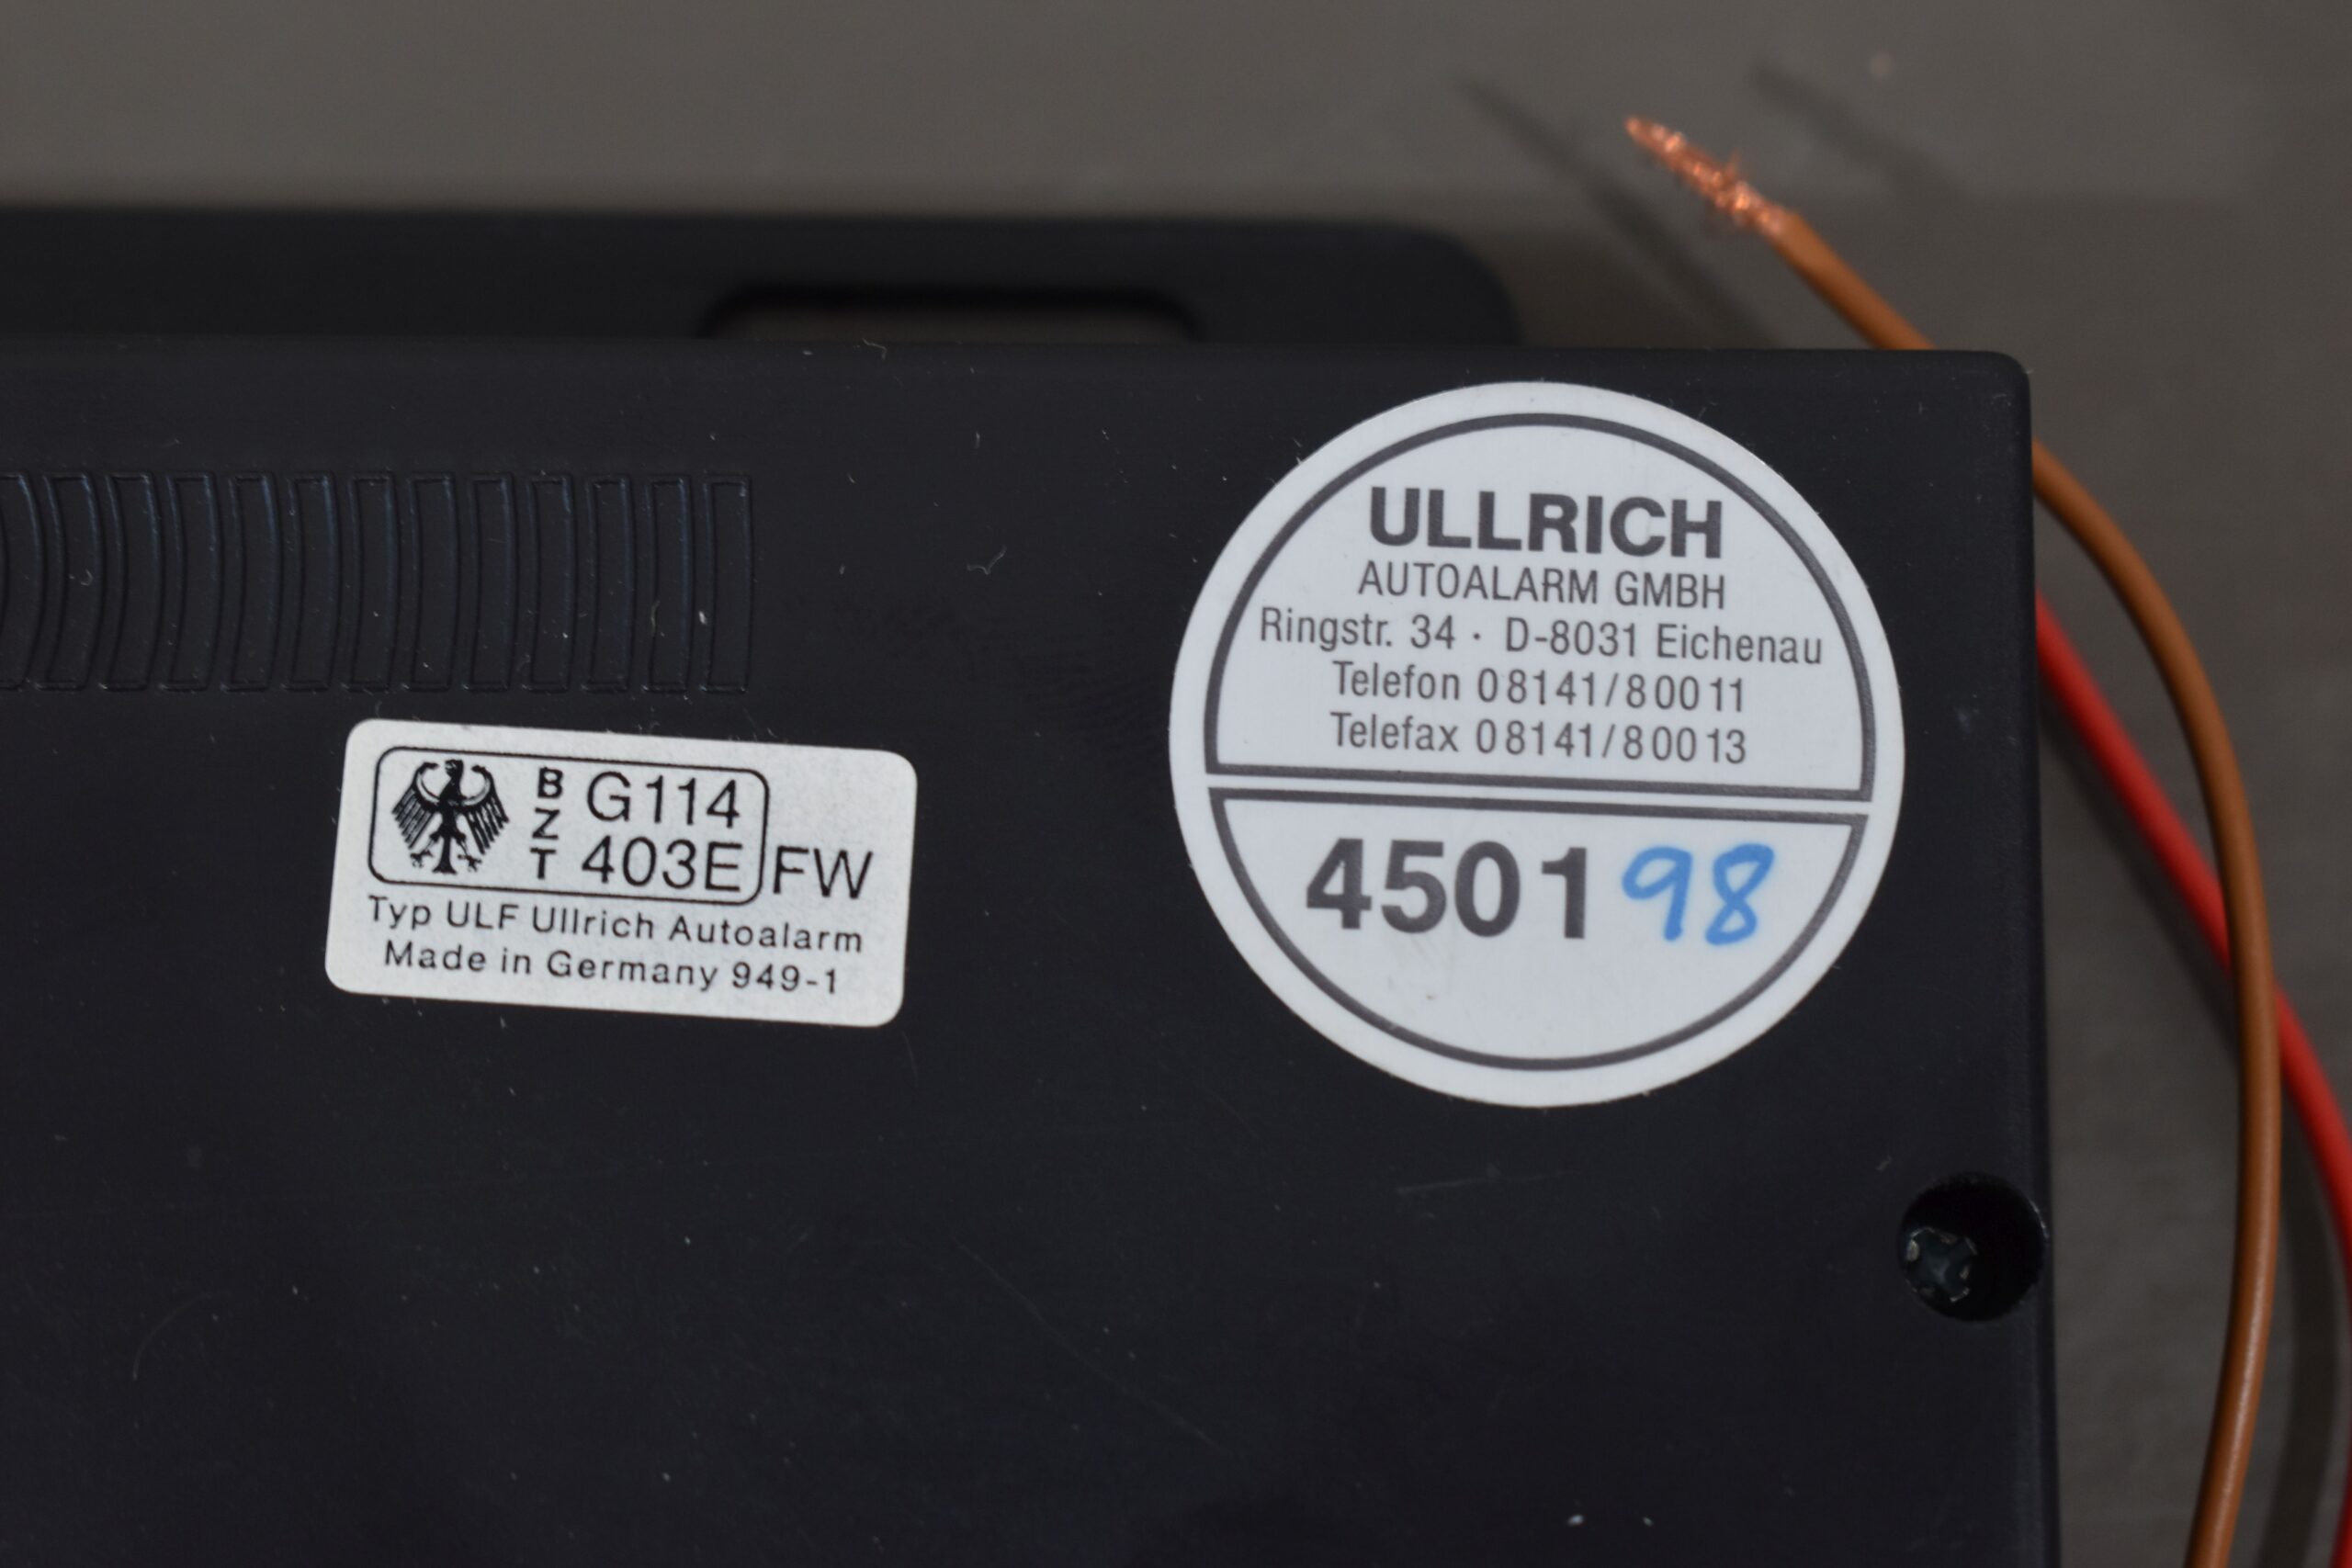 ULLRICH
AUTOALARM GMBH
Ringstr. 34 · D-8031 Eichenau
Telefon 08141/80011
Telefax 08141/80013
450198
BZT
G114
403E
FW
Typ ULF Ullrich Autoalarm
Made in Germany 949-1